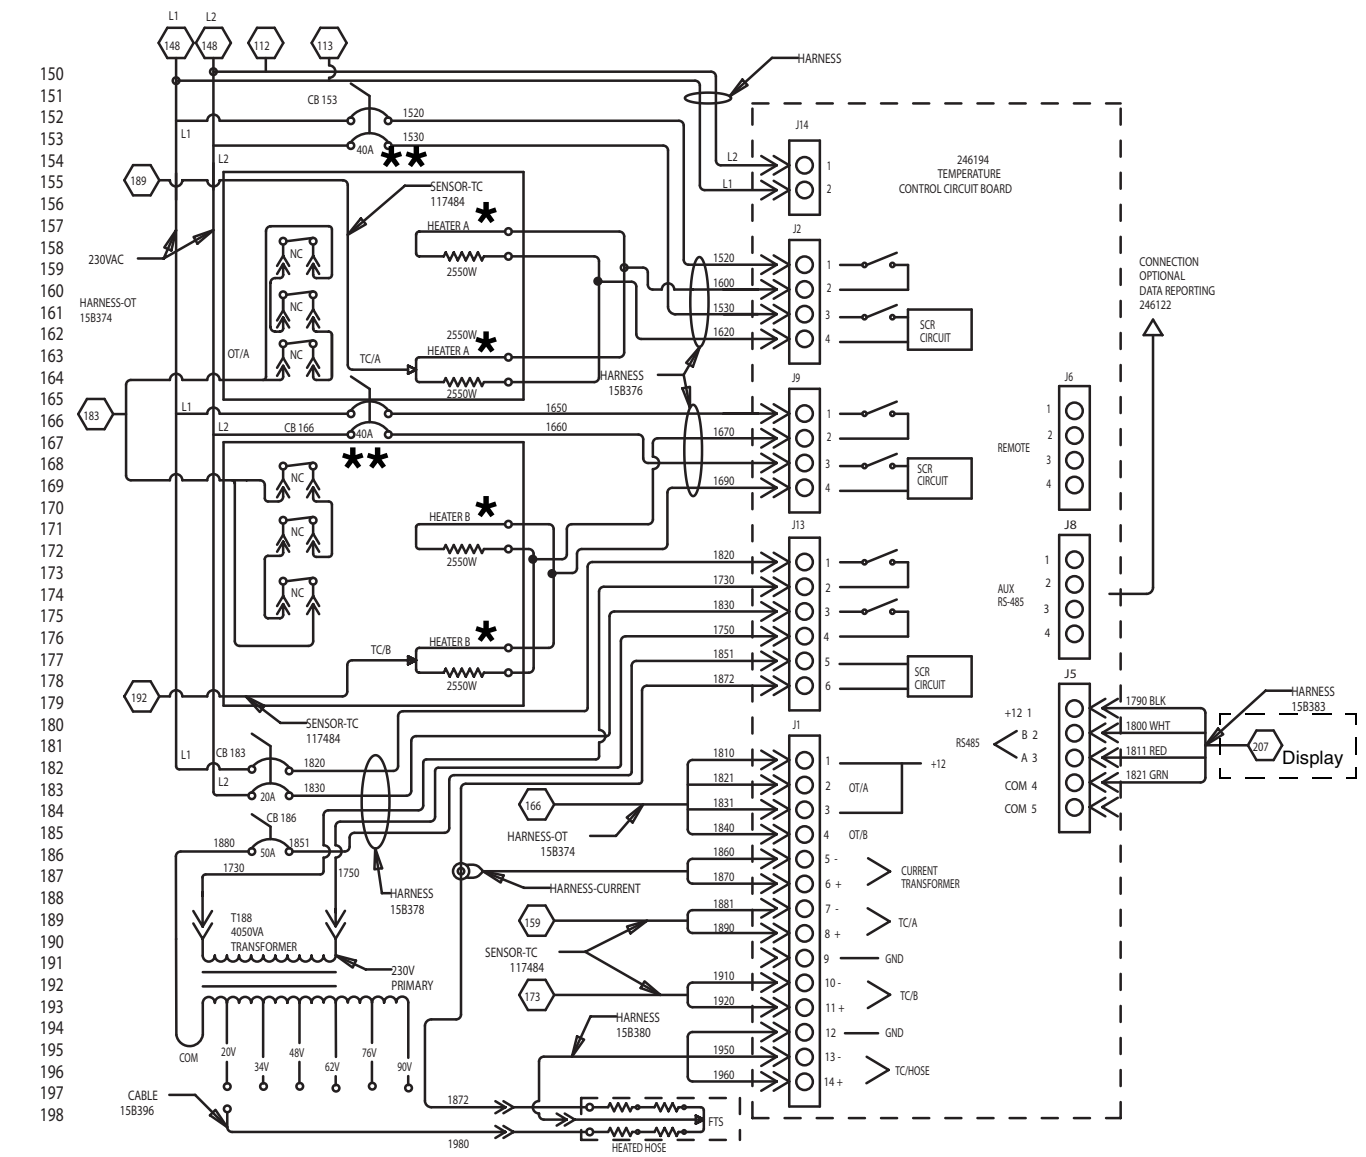 L1
L2
148
148
112
113
HARNESS
150
151
152
153
154
155
156
157
158
159
160
161
162
163
164
165
166
167
168
169
170
171
172
173
174
175
176
177
178
179
180
181
182
183
184
185
186
187
188
189
190
191
192
193
194
195
196
197
198
CB 153
1520
1530
40A
**
L1
L2
189
SENSOR-TC
117484
HEATER A
*
2550W
NC
NC
NC
230VAC
HARNESS-OT
15B374
OT/A
TC/A
2550W
HEATER A
*
2550W
183
L1
L2
CB 166
40A
**
1650
1660
NC
NC
NC
HEATER B
*
2550W
TC/B
HEATER B
*
2550W
192
SENSOR-TC
117484
HARNESS
15B376
J14
L2
L1
1
2
246194
TEMPERATURE
CONTROL CIRCUIT BOARD
J2
1520
1600
1530
1620
1
2
3
4
SCR
CIRCUIT
J9
1670
1690
1
2
3
4
SCR
CIRCUIT
J13
1820
1730
1830
1750
1851
1872
1
2
3
4
5
6
SCR
CIRCUIT
CONNECTION
OPTIONAL
DATA REPORTING
246122
J6
REMOTE
1
2
3
4
J8
AUX
RS-485
1
2
3
4
J5
+12 1
RS485
B 2
A 3
COM 4
COM 5
1790 BLK
1800 WHT
1811 RED
1821 GRN
HARNESS
15B383
207
Display
L1
CB 183
1820
L2
20A
1830
CB 186
1880
50A
1851
1730
1750
HARNESS
15B378
T188
4050VA
TRANSFORMER
230V
PRIMARY
COM
20V
34V
48V
62V
76V
90V
CABLE
15B396
J1
1810
1821
1831
1840
1860
1870
1881
1890
1910
1920
1950
1960
1
2
3
4
5 -
6 +
7 -
8 +
9
10 -
11 +
12
13 -
14 +
+12
OT/A
OT/B
CURRENT
TRANSFORMER
TC/A
GND
TC/B
GND
TC/HOSE
166
HARNESS-OT
15B374
HARNESS-CURRENT
159
SENSOR-TC
117484
173
HARNESS
15B380
1872
1980
FTS
HEATED HOSE